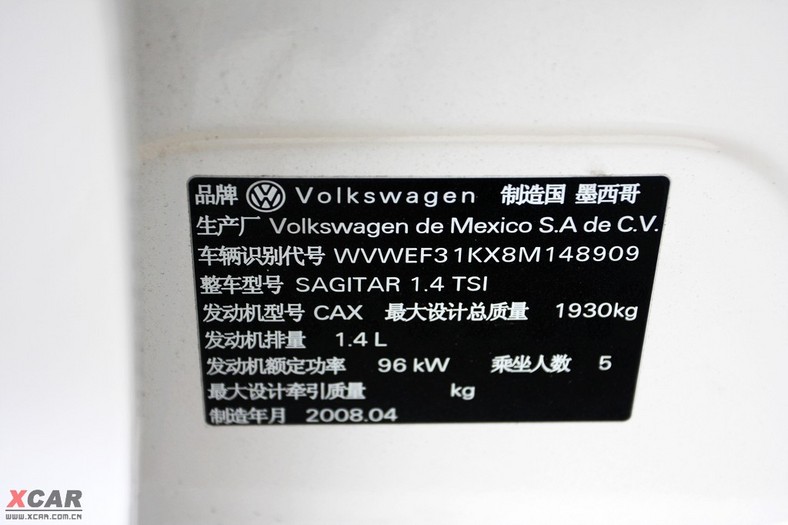 品牌 VW Volkswagen 制造国 墨西哥
生产厂 Volkswagen de Mexico S.A de C.V.
车辆识别代号 WVWEF31KX8M148909
整车型号 SAGITAR 1.4 TSI
发动机型号 CAX 最大设计总质量 1930kg
发动机排量 1.4 L
发动机额定功率 96 kW 乘坐人数 5
最大设计牵引质量 kg
制造年月 2008.04
XCAR
www.xcar.com.cn